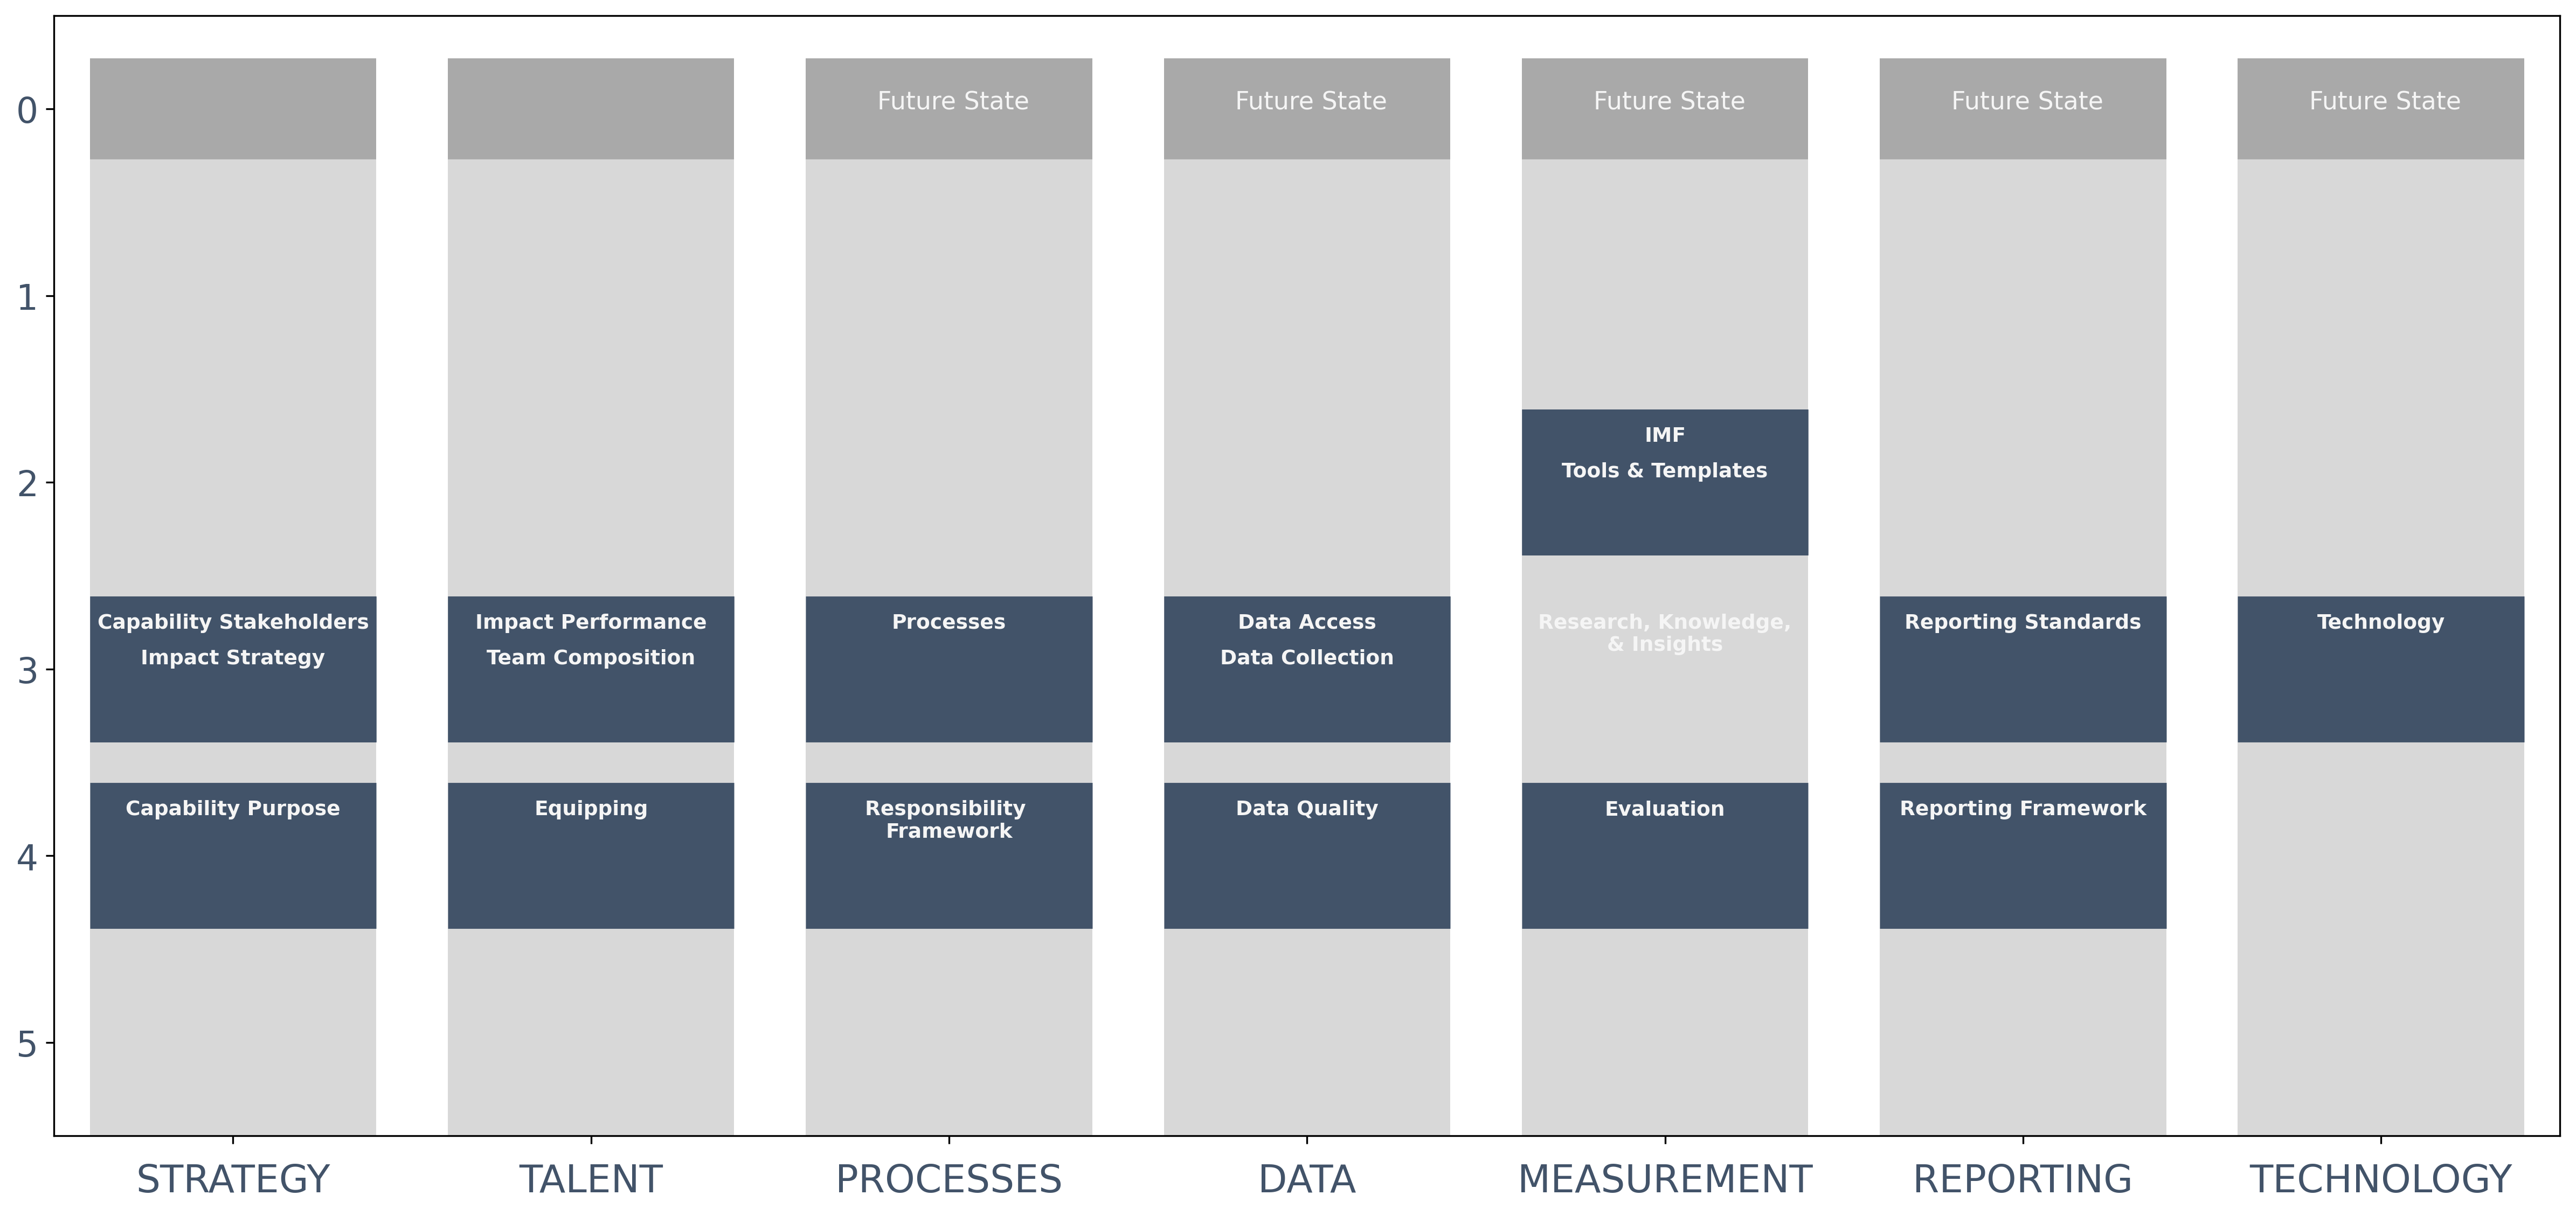 0
Future State
Future State
Future State
Future State
Future State
1
2
IMF
Tools & Templates
3
Capability Stakeholders
Impact Strategy
Impact Performance
Team Composition
Processes
Data Access
Data Collection
Research, Knowledge,
& Insights
Reporting Standards
Technology
4
Capability Purpose
Equipping
Responsibility
Framework
Data Quality
Evaluation
Reporting Framework
5
STRATEGY
TALENT
PROCESSES
DATA
MEASUREMENT
REPORTING
TECHNOLOGY